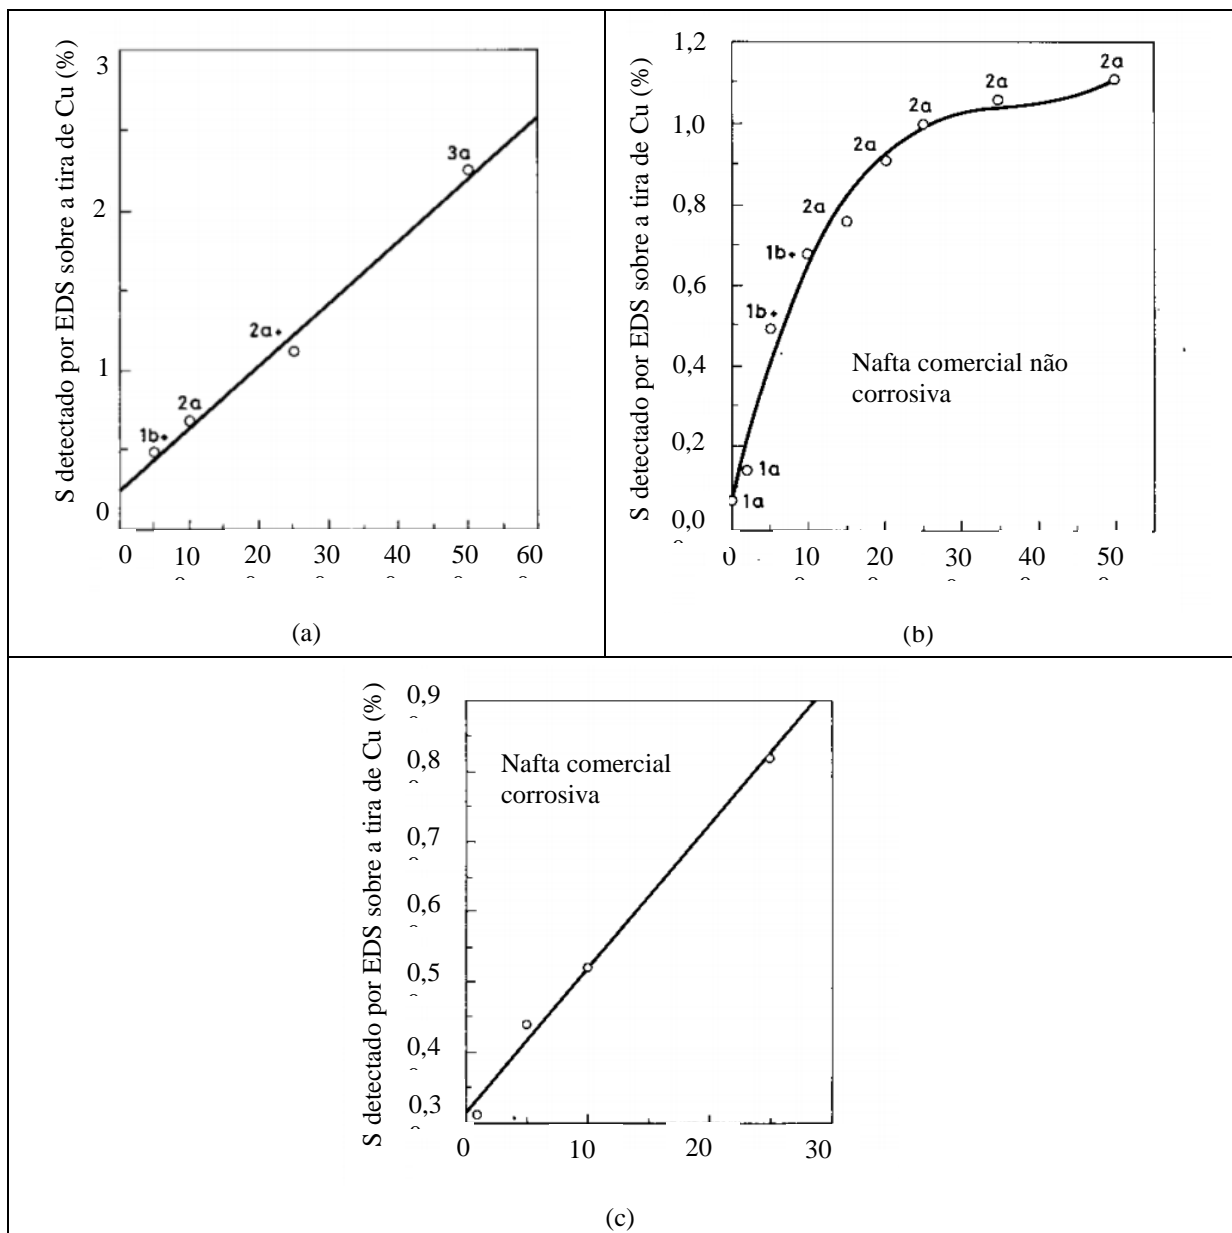 S detectado por EDS sobre a tira de Cu (%)
3
2
1
0
1b+
2a
2a+
3a
0 10 20 30 40 50 60
(a)
S detectado por EDS sobre a tira de Cu (%)
1,2
1,0
0,8
0,6
0,4
0,2
0,0
2a
2a
2a
2a
2a
1b+
1b+
1a
1a
Nafta comercial não
corrosiva
0 10 20 30 40 50
(b)
S detectado por EDS sobre a tira de Cu (%)
0,9
0,8
0,7
0,6
0,5
0,4
0,3
Nafta comercial
corrosiva
0 10 20 30
(c)